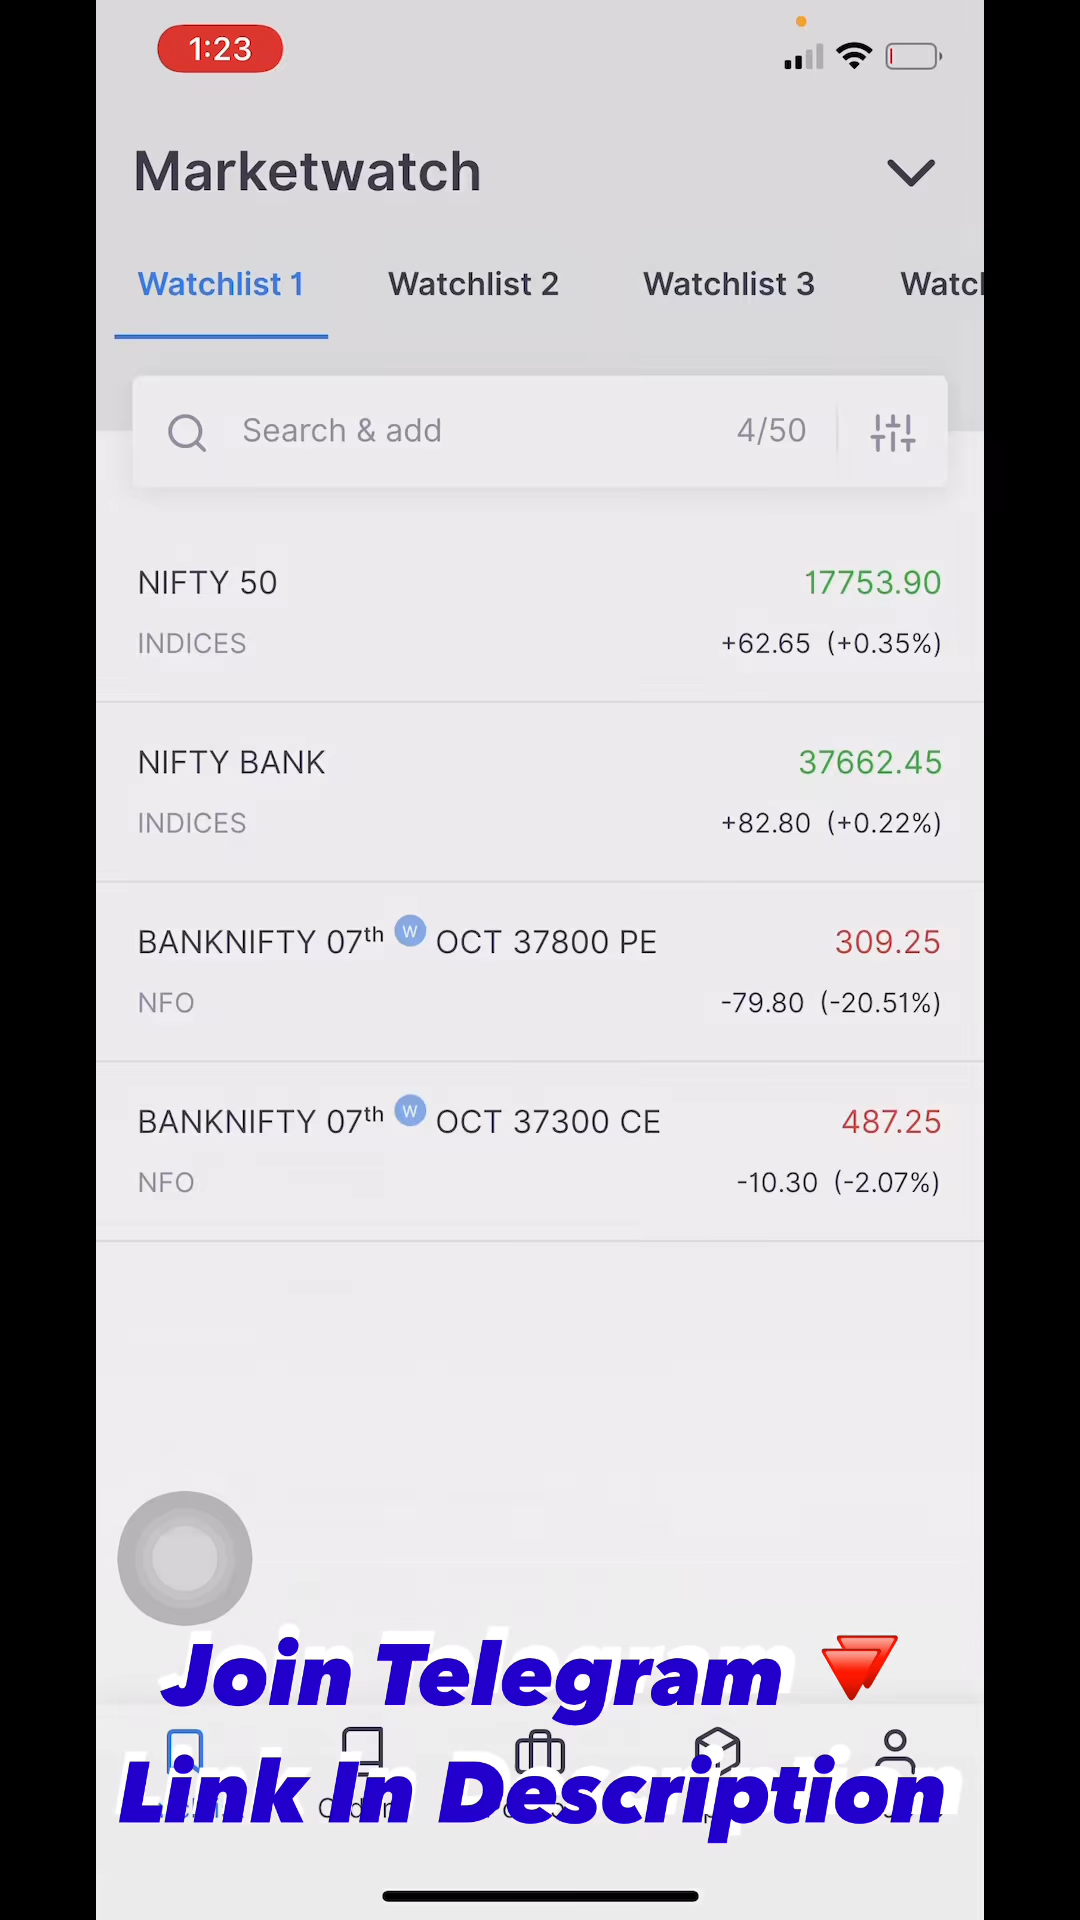 1:23
Marketwatch
Watchlist 1 Watchlist 2 Watchlist 3 Watcl
Search & add 4/50
NIFTY 50 17753.90
INDICES +62.65 (+0.35%)
NIFTY BANK 37662.45
INDICES +82.80 (+0.22%)
BANKNIFTY 07th W OCT 37800 PE 309.25
NFO -79.80 (-20.51%)
BANKNIFTY 07th W OCT 37300 CE 487.25
NFO -10.30 (-2.07%)
Join Telegram
Link In Description